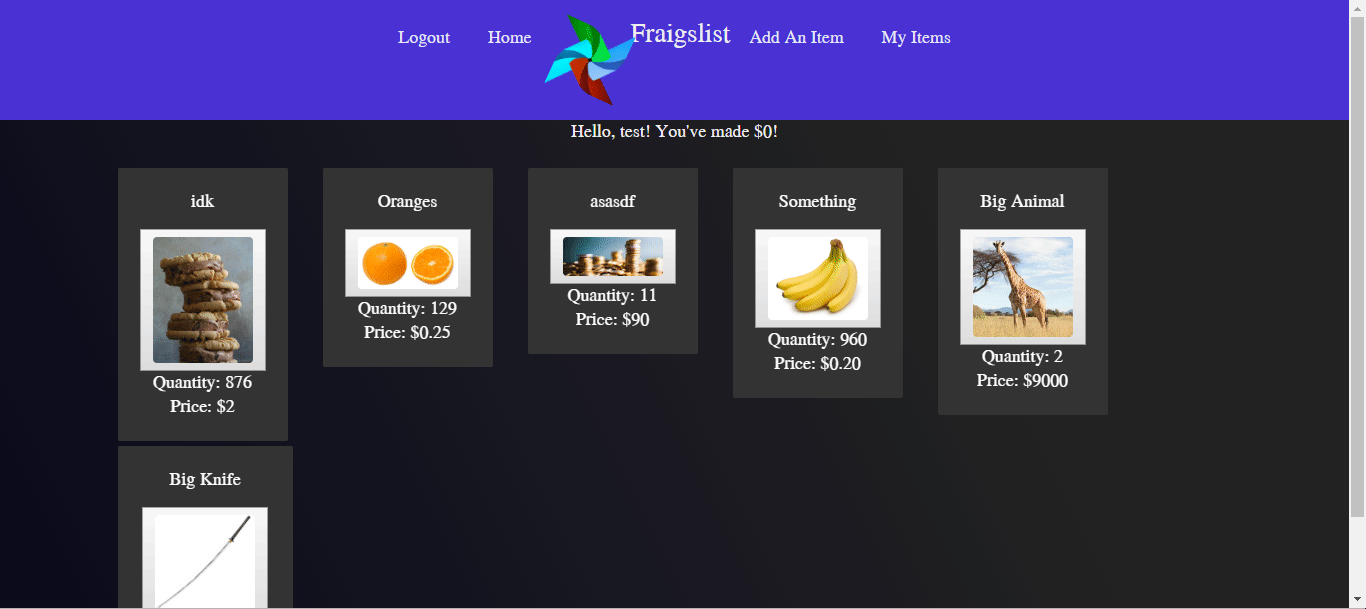 Logout Home Fraigslist Add An Item My Items
Hello, test! You've made $0!
idk
Quantity: 876
Price: $2
Oranges
Quantity: 129
Price: $0.25
asasdf
Quantity: 11
Price: $90
Something
Quantity: 960
Price: $0.20
Big Animal
Quantity: 2
Price: $9000
Big Knife